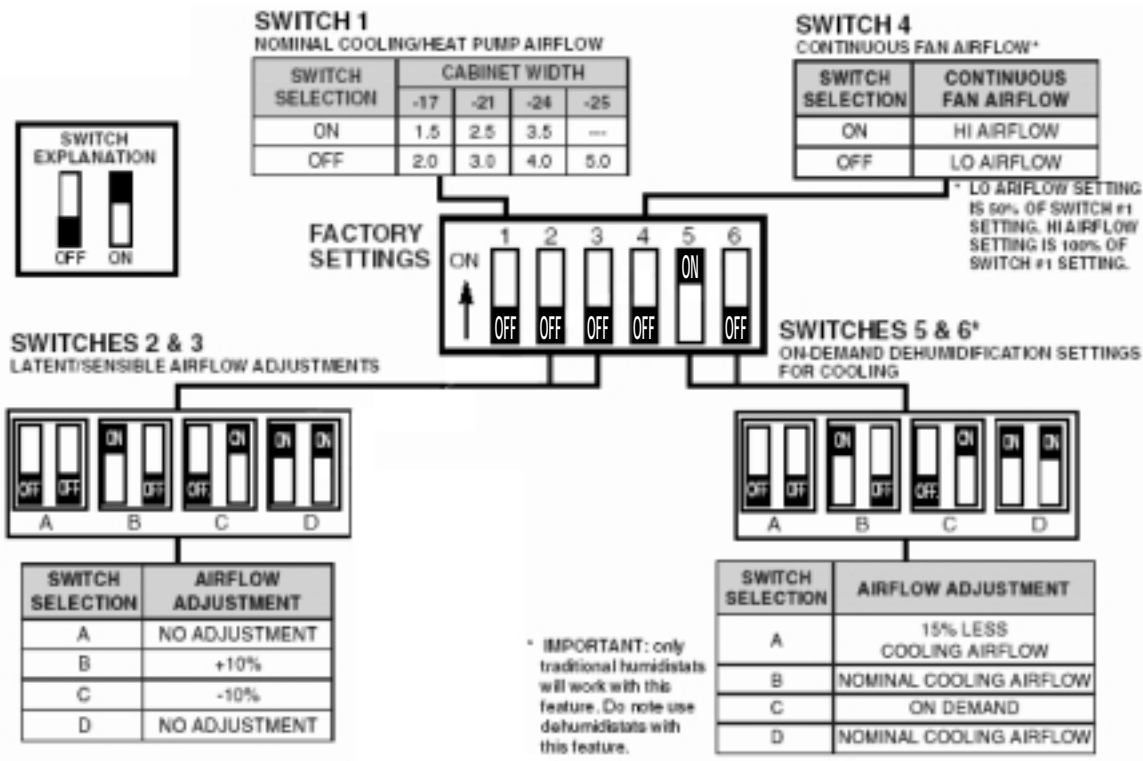 SWITCH 1
NOMINAL COOLING/HEAT PUMP AIRFLOW
SWITCH SELECTION CABINET WIDTH
-17 -21 -24 -25
ON 1.5 2.5 3.5 ---
OFF 2.0 3.0 4.0 5.0
SWITCH 4
CONTINUOUS FAN AIRFLOW*
SWITCH SELECTION CONTINUOUS FAN AIRFLOW
ON HI AIRFLOW
OFF LO AIRFLOW
* LO ARIFLOW SETTING
IS 50% OF SWITCH #1
SETTING. HI AIRFLOW
SETTING IS 100% OF
SWITCH #1 SETTING.
SWITCH
EXPLANATION
OFF ON
FACTORY
SETTINGS
ON
1 2 3 4 5 6
OFF OFF OFF OFF ON OFF
SWITCHES 2 & 3
LATENT/SENSIBLE AIRFLOW ADJUSTMENTS
OFF OFF ON OFF OFF ON ON ON
A B C D
SWITCH SELECTION AIRFLOW ADJUSTMENT
A NO ADJUSTMENT
B +10%
C -10%
D NO ADJUSTMENT
SWITCHES 5 & 6*
ON-DEMAND DEHUMIDIFICATION SETTINGS
FOR COOLING
OFF OFF ON OFF OFF ON ON ON
A B C D
SWITCH SELECTION AIRFLOW ADJUSTMENT
A 15% LESS COOLING AIRFLOW
B NOMINAL COOLING AIRFLOW
C ON DEMAND
D NOMINAL COOLING AIRFLOW
* IMPORTANT: only
traditional humidistats
will work with this
feature. Do note use
dehumidistats with
this feature.